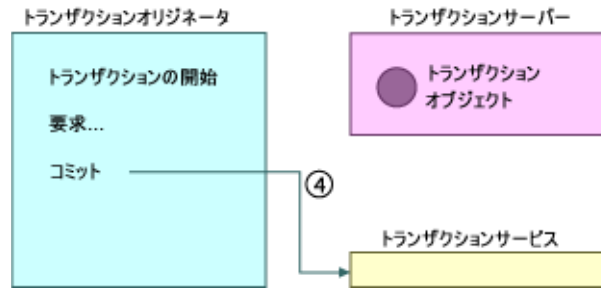 トランザクションオリジネータ
トランザクションの開始
要求...
コミット
④
トランザクションサーバー
トランザクション
オブジェクト
トランザクションサービス